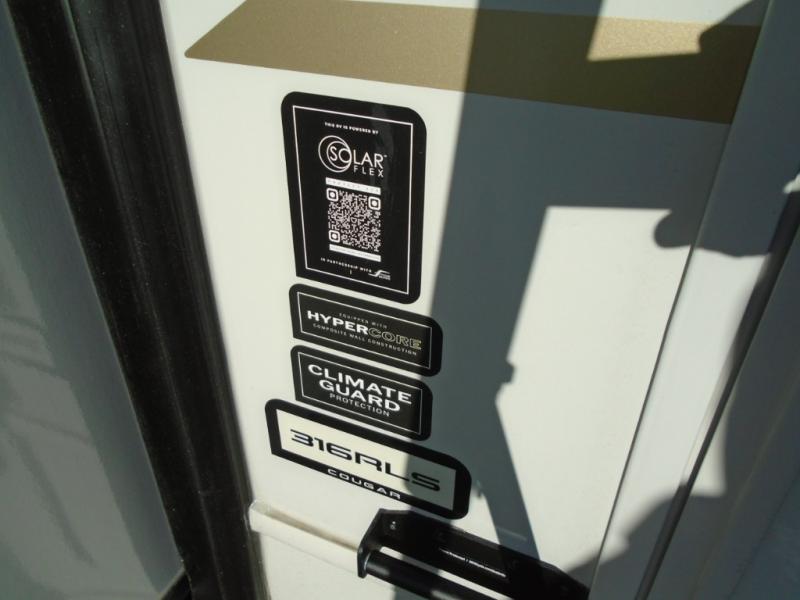 THIS RV IS POWERED BY
SOLAR
FLEX
IN PARTNERSHIP WITH
EQUIPPED WITH
HYPERCORE
COMPOSITE WALL CONSTRUCTION
CLIMATE
GUARD
PROTECTION
316RLS
COUGAR